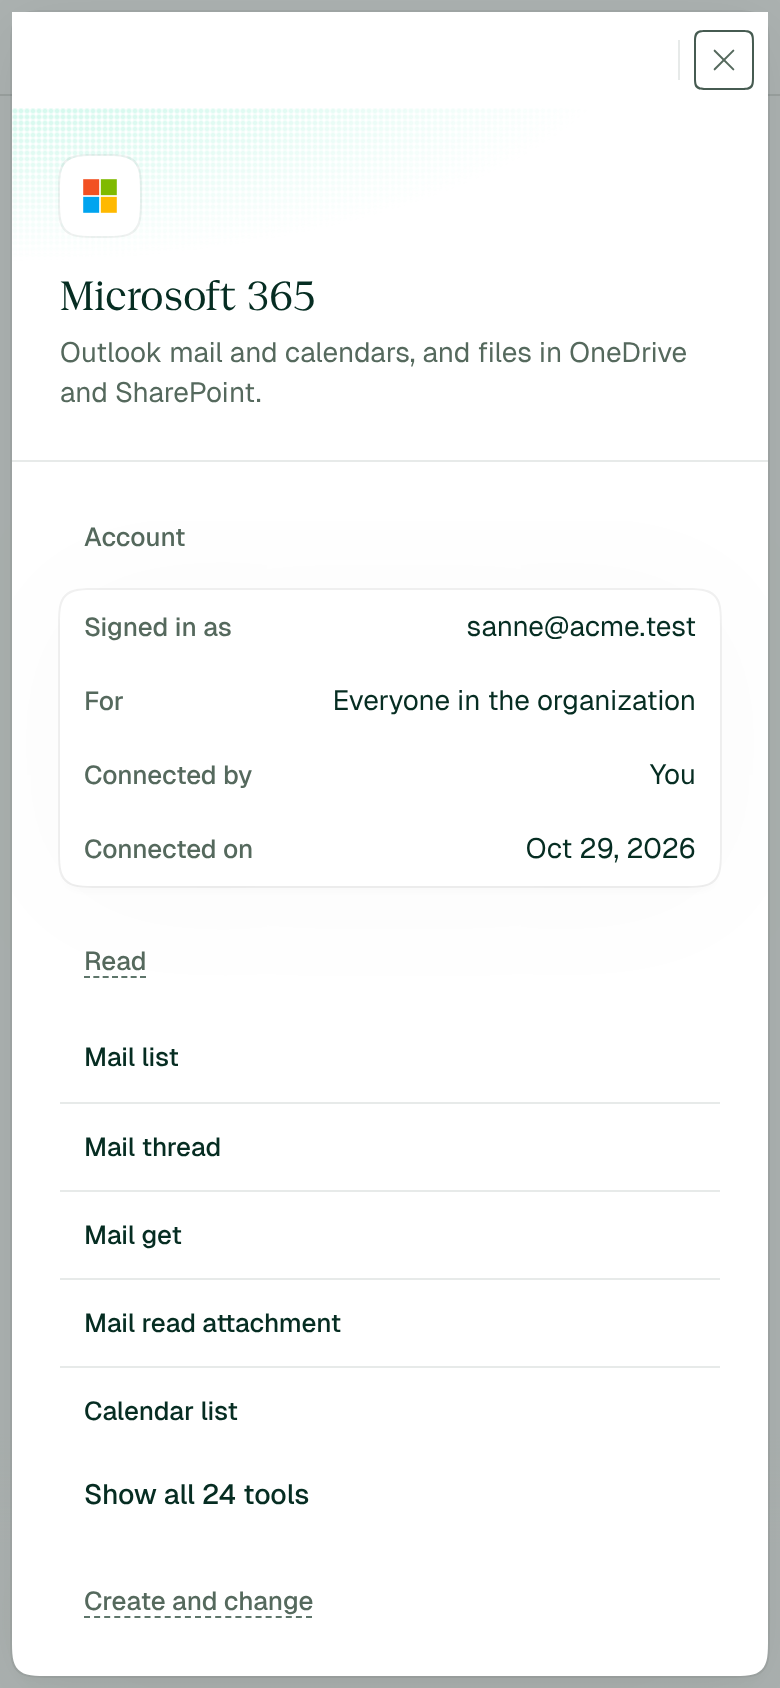 Microsoft 365
Outlook mail and calendars, and files in OneDrive
and SharePoint.
Account
Signed in as sanne@acme.test
For Everyone in the organization
Connected by You
Connected on Oct 29, 2026
Read
Mail list
Mail thread
Mail get
Mail read attachment
Calendar list
Show all 24 tools
Create and change